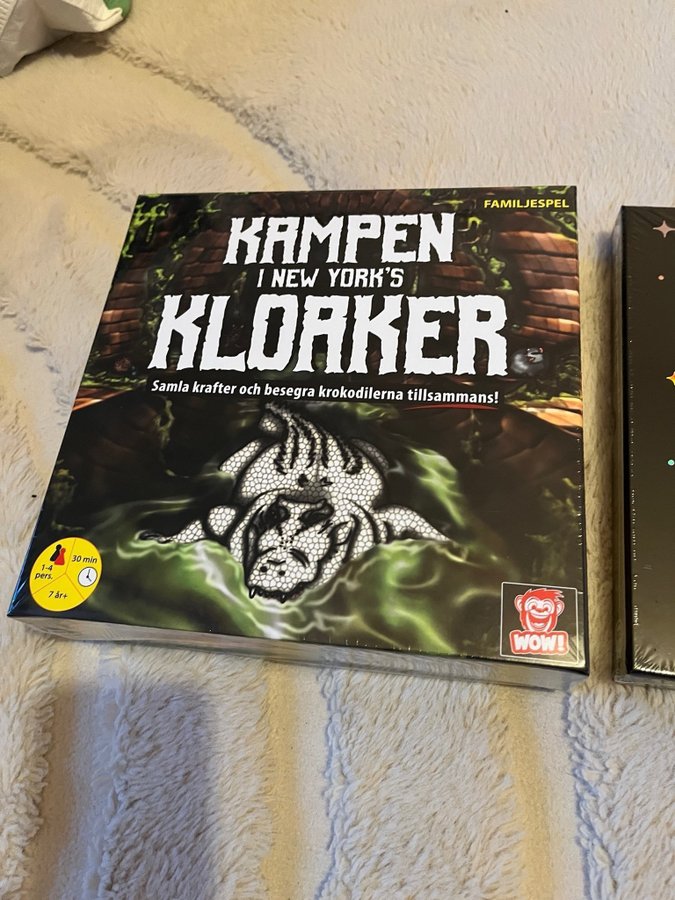 FAMILJESPEL
KAMPEN
I NEW YORK'S
KLOAKER
Samla krafter och besegra krokodilerna tillsammans!
1-4
pers.
30 min
7 år+
WOW!